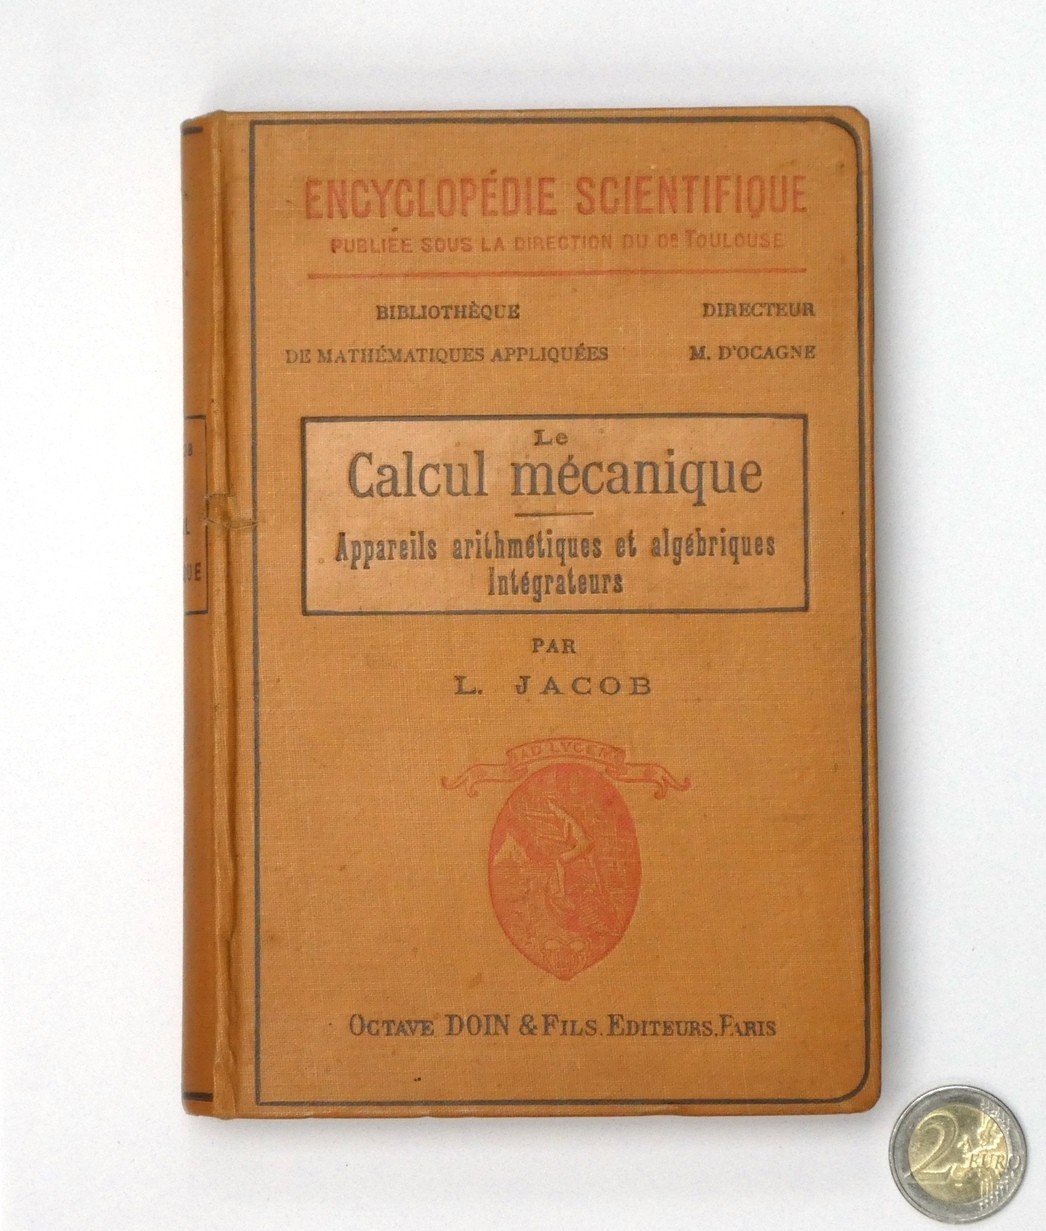 ENCYCLOPÉDIE SCIENTIFIQUE
PUBLIÉE SOUS LA DIRECTION DU DR TOULOUSE
BIBLIOTHÈQUE
DE MATHÉMATIQUES APPLIQUÉES
DIRECTEUR
M. D'OCAGNE
Le
Calcul mécanique
Appareils arithmétiques et algébriques
Intégrateurs
PAR
L. JACOB
AD LVCEM
OCTAVE DOIN & FILS. EDITEURS. PARIS
2 EURO